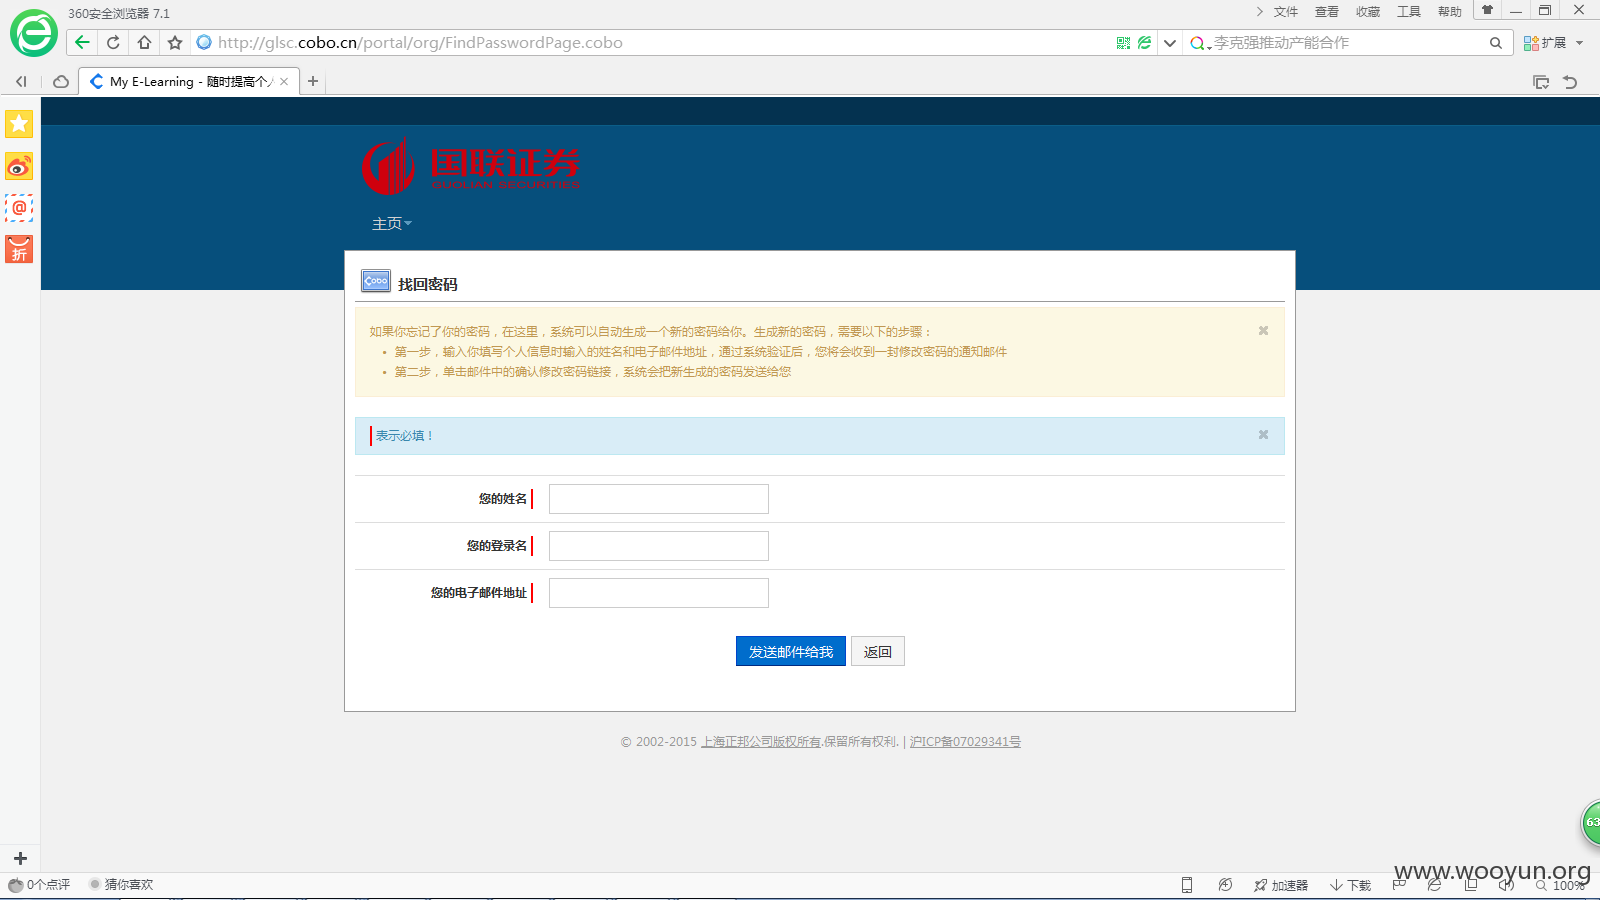 360安全浏览器 7.1
文件 查看 收藏 工具 帮助
http://glsc.cobo.cn/portal/org/FindPasswordPage.cobo
李克强推动产能合作
扩展
My E-Learning - 随时提高个人
@
折
国联证券
GUOLIAN SECURITIES
主页
Cobo 找回密码
如果你忘记了你的密码，在这里，系统可以自动生成一个新的密码给你。生成新的密码，需要以下的步骤：
• 第一步，输入你填写个人信息时输入的姓名和电子邮件地址，通过系统验证后，您将会收到一封修改密码的通知邮件
• 第二步，单击邮件中的确认修改密码链接，系统会把新生成的密码发送给您
表示必填！
您的姓名
您的登录名
您的电子邮件地址
发送邮件给我 返回
© 2002-2015 上海正邦公司版权所有.保留所有权利. | 沪ICP备07029341号
63
www.wooyun.org
0个点评 猜你喜欢
加速器 下载 100%